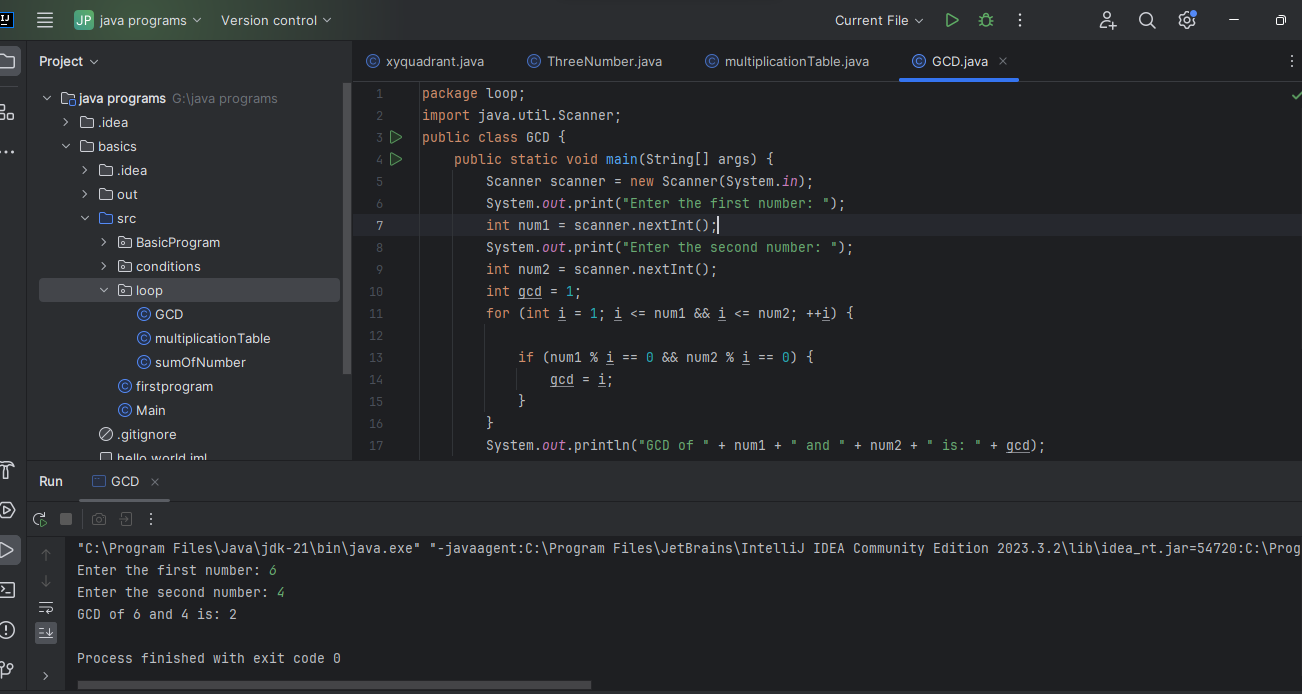 JP java programs Version control Current File
Project
xyquadrant.java ThreeNumber.java multiplicationTable.java GCD.java
java programs G:\java programs
.idea
basics
.idea
out
src
BasicProgram
conditions
loop
GCD
multiplicationTable
sumOfNumber
firstprogram
Main
.gitignore
hello world.iml
1 package loop;
2 import java.util.Scanner;
3 public class GCD {
4 public static void main(String[] args) {
5 Scanner scanner = new Scanner(System.in);
6 System.out.print("Enter the first number: ");
7 int num1 = scanner.nextInt();
8 System.out.print("Enter the second number: ");
9 int num2 = scanner.nextInt();
10 int gcd = 1;
11 for (int i = 1; i <= num1 && i <= num2; ++i) {
12
13 if (num1 % i == 0 && num2 % i == 0) {
14 gcd = i;
15 }
16 }
17 System.out.println("GCD of " + num1 + " and " + num2 + " is: " + gcd);
Run GCD
"C:\Program Files\Java\jdk-21\bin\java.exe" "-javaagent:C:\Program Files\JetBrains\IntelliJ IDEA Community Edition 2023.3.2\lib\idea_rt.jar=54720:C:\Prog
Enter the first number: 6
Enter the second number: 4
GCD of 6 and 4 is: 2
Process finished with exit code 0